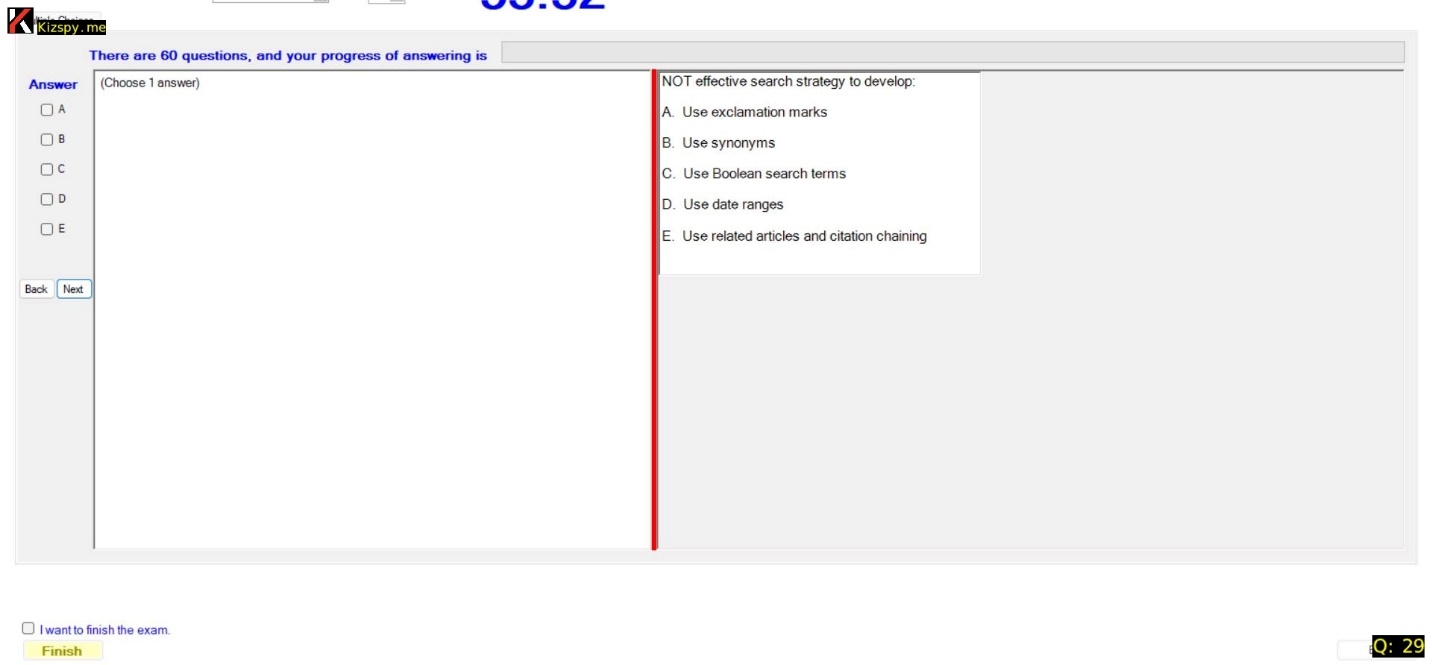 Kizspy.me
There are 60 questions, and your progress of answering is
Answer
(Choose 1 answer)
A
B
C
D
E
Back Next
NOT effective search strategy to develop:
A. Use exclamation marks
B. Use synonyms
C. Use Boolean search terms
D. Use date ranges
E. Use related articles and citation chaining
I want to finish the exam.
Finish
Q: 29